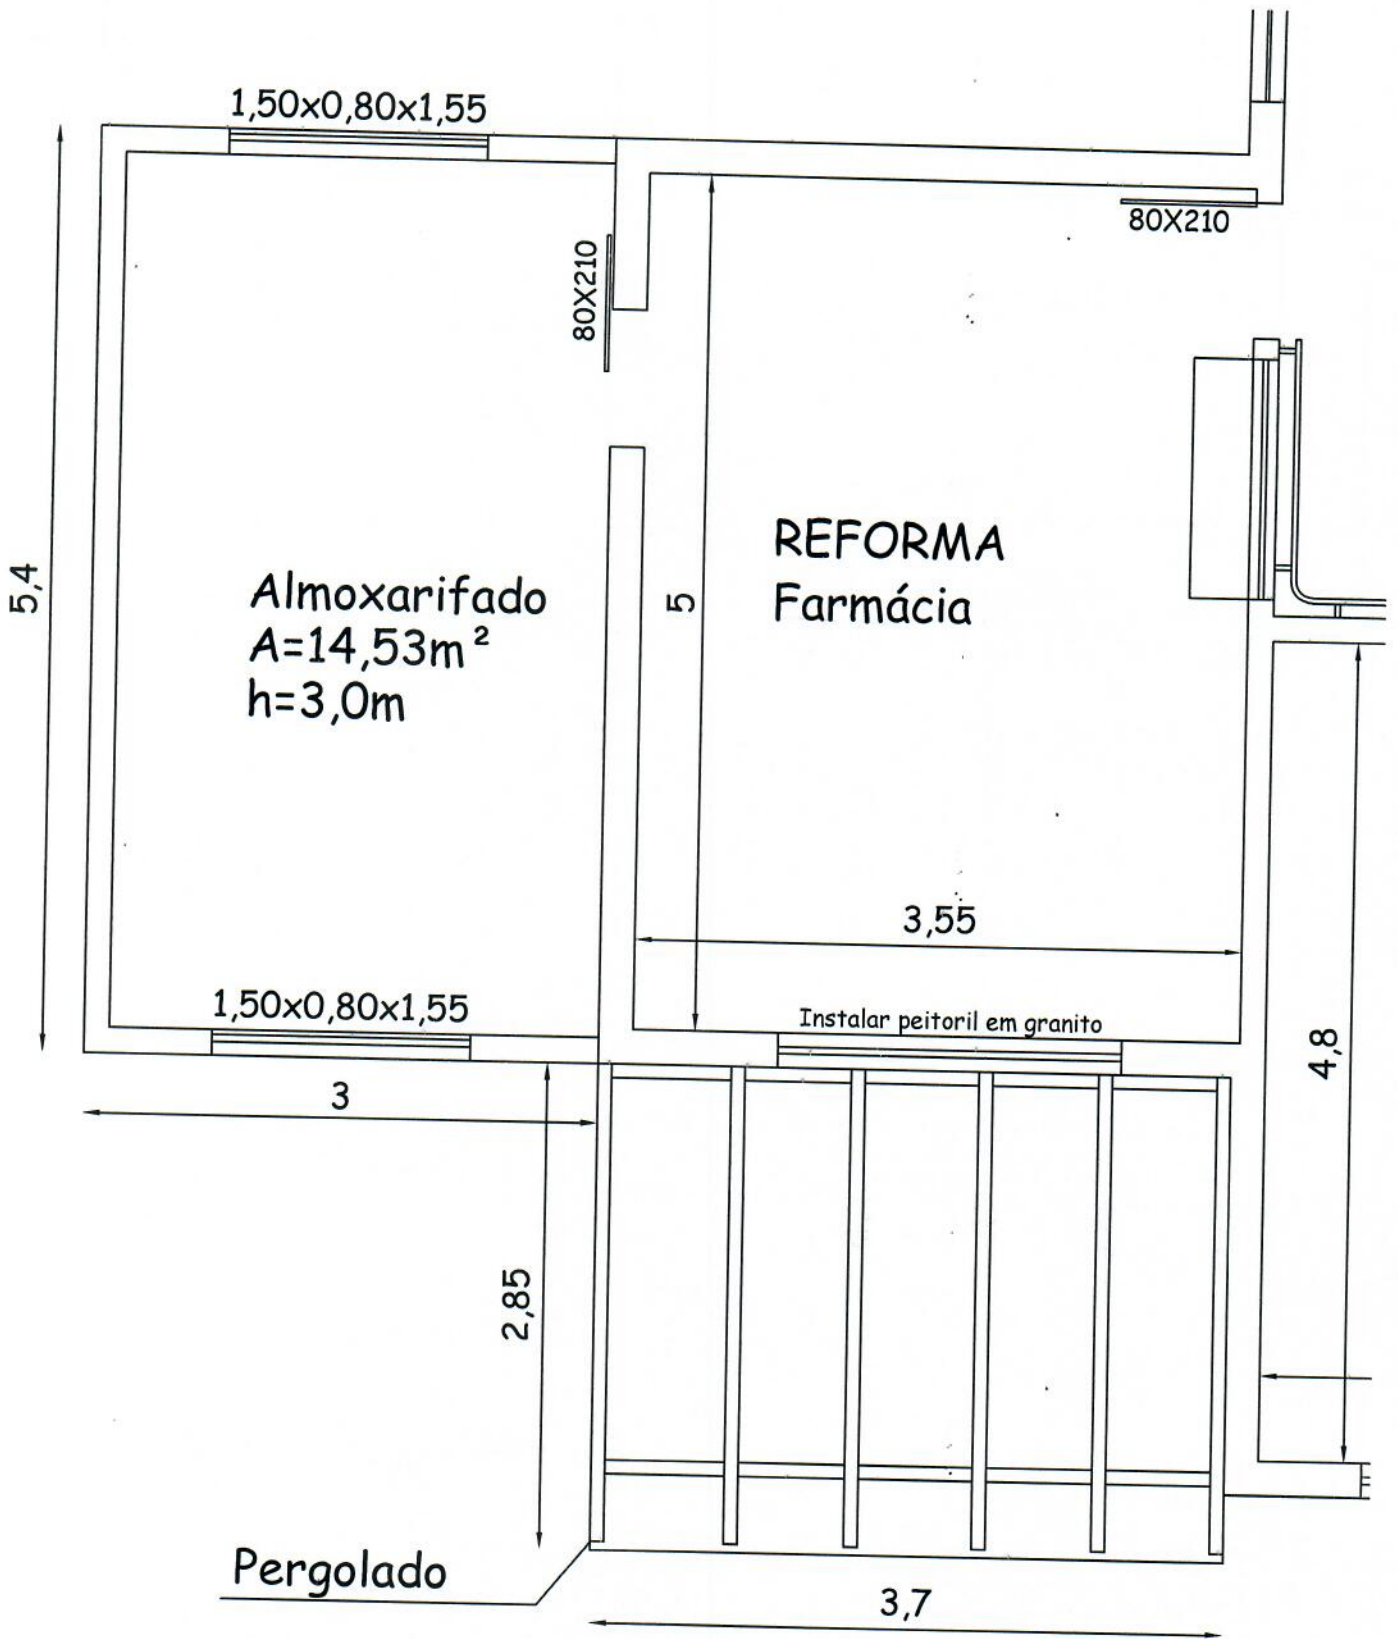 1,50x0,80x1,55
80X210
80X210
5,4
Almoxarifado
A=14,53m²
h=3,0m
5
REFORMA
Farmácia
3,55
1,50x0,80x1,55
Instalar peitoril em granito
4,8
3
2,85
Pergolado
3,7